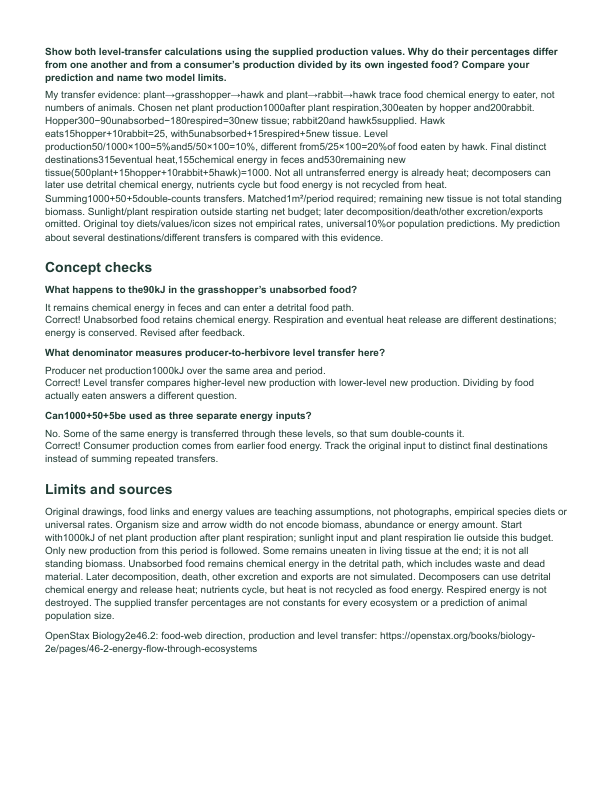 Show both level-transfer calculations using the supplied production values. Why do their percentages differ
from one another and from a consumer's production divided by its own ingested food? Compare your
prediction and name two model limits.
My transfer evidence: plant→grasshopper→hawk and plant→rabbit→hawk trace food chemical energy to eater, not
numbers of animals. Chosen net plant production1000after plant respiration,300eaten by hopper and200rabbit.
Hopper300−90unabsorbed−180respired=30new tissue; rabbit20and hawk5supplied. Hawk
eats15hopper+10rabbit=25, with5unabsorbed+15respired+5new tissue. Level
production50/1000×100=5%and5/50×100=10%, different from5/25×100=20%of food eaten by hawk. Final distinct
destinations315eventual heat,155chemical energy in feces and530remaining new
tissue(500plant+15hopper+10rabbit+5hawk)=1000. Not all untransferred energy is already heat; decomposers can
later use detrital chemical energy, nutrients cycle but food energy is not recycled from heat.
Summing1000+50+5double-counts transfers. Matched1m²/period required; remaining new tissue is not total standing
biomass. Sunlight/plant respiration outside starting net budget; later decomposition/death/other excretion/exports
omitted. Original toy diets/values/icon sizes not empirical rates, universal10%or population predictions. My prediction
about several destinations/different transfers is compared with this evidence.
Concept checks
What happens to the90kJ in the grasshopper's unabsorbed food?
It remains chemical energy in feces and can enter a detrital food path.
Correct! Unabsorbed food retains chemical energy. Respiration and eventual heat release are different destinations;
energy is conserved. Revised after feedback.
What denominator measures producer-to-herbivore level transfer here?
Producer net production1000kJ over the same area and period.
Correct! Level transfer compares higher-level new production with lower-level new production. Dividing by food
actually eaten answers a different question.
Can1000+50+5be used as three separate energy inputs?
No. Some of the same energy is transferred through these levels, so that sum double-counts it.
Correct! Consumer production comes from earlier food energy. Track the original input to distinct final destinations
instead of summing repeated transfers.
Limits and sources
Original drawings, food links and energy values are teaching assumptions, not photographs, empirical species diets or
universal rates. Organism size and arrow width do not encode biomass, abundance or energy amount. Start
with1000kJ of net plant production after plant respiration; sunlight input and plant respiration lie outside this budget.
Only new production from this period is followed. Some remains uneaten in living tissue at the end; it is not all
standing biomass. Unabsorbed food remains chemical energy in the detrital path, which includes waste and dead
material. Later decomposition, death, other excretion and exports are not simulated. Decomposers can use detrital
chemical energy and release heat; nutrients cycle, but heat is not recycled as food energy. Respired energy is not
destroyed. The supplied transfer percentages are not constants for every ecosystem or a prediction of animal
population size.
OpenStax Biology2e46.2: food-web direction, production and level transfer: https://openstax.org/books/biology-
2e/pages/46-2-energy-flow-through-ecosystems